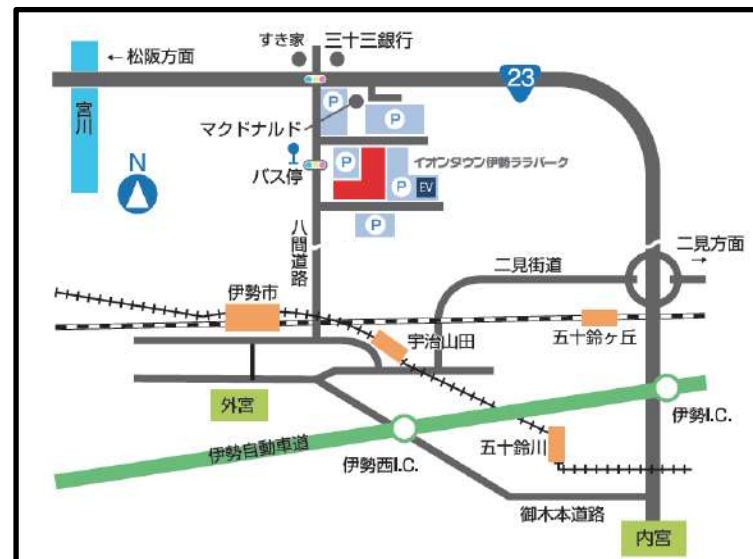 すき家
三十三銀行
←松阪方面
23
宮川
P
マクドナルド
P
N
バス停
P
イオンタウン伊勢ララパーク
P
EV
P
八間道路
二見方面
→
二見街道
伊勢市
宇治山田
五十鈴ヶ丘
外宮
伊勢I.C.
伊勢自動車道
伊勢西I.C.
五十鈴川
御木本道路
内宮